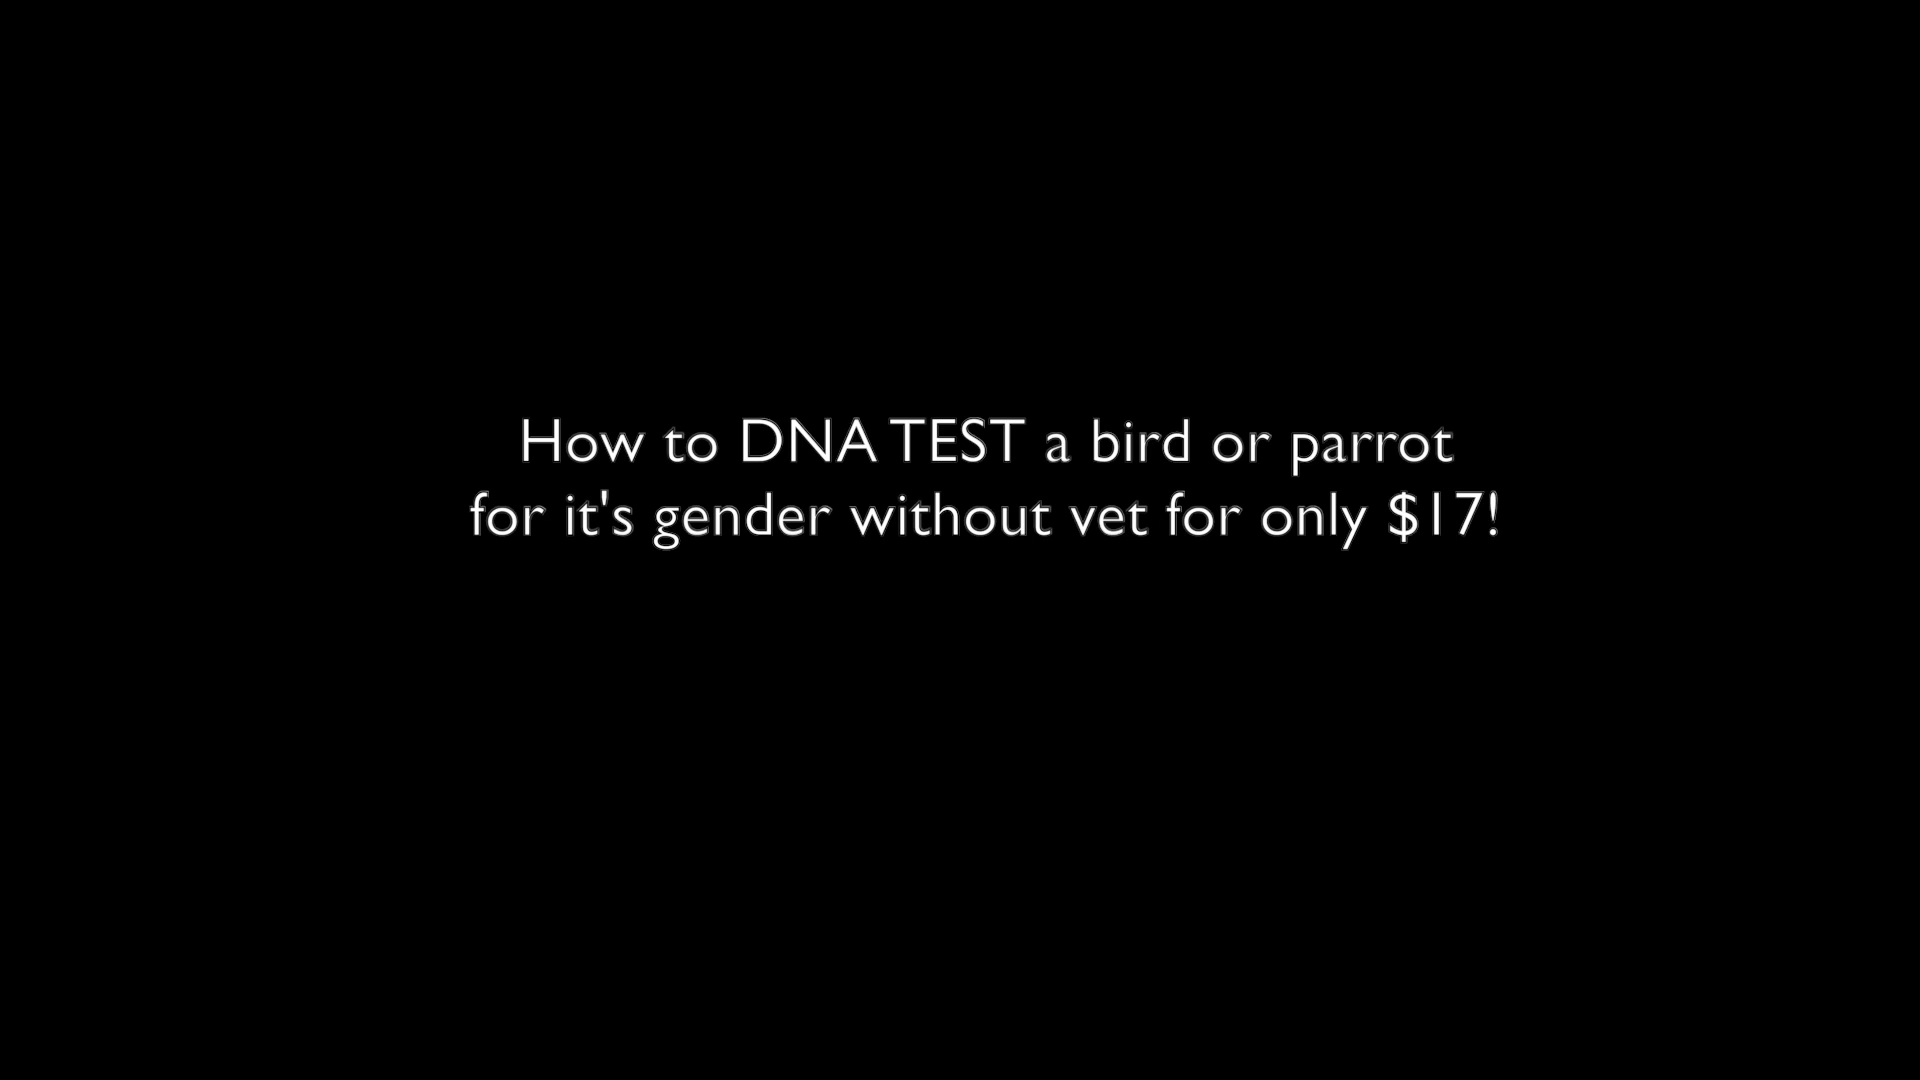 How to DNA TEST a bird or parrot
for it's gender without vet for only $17!